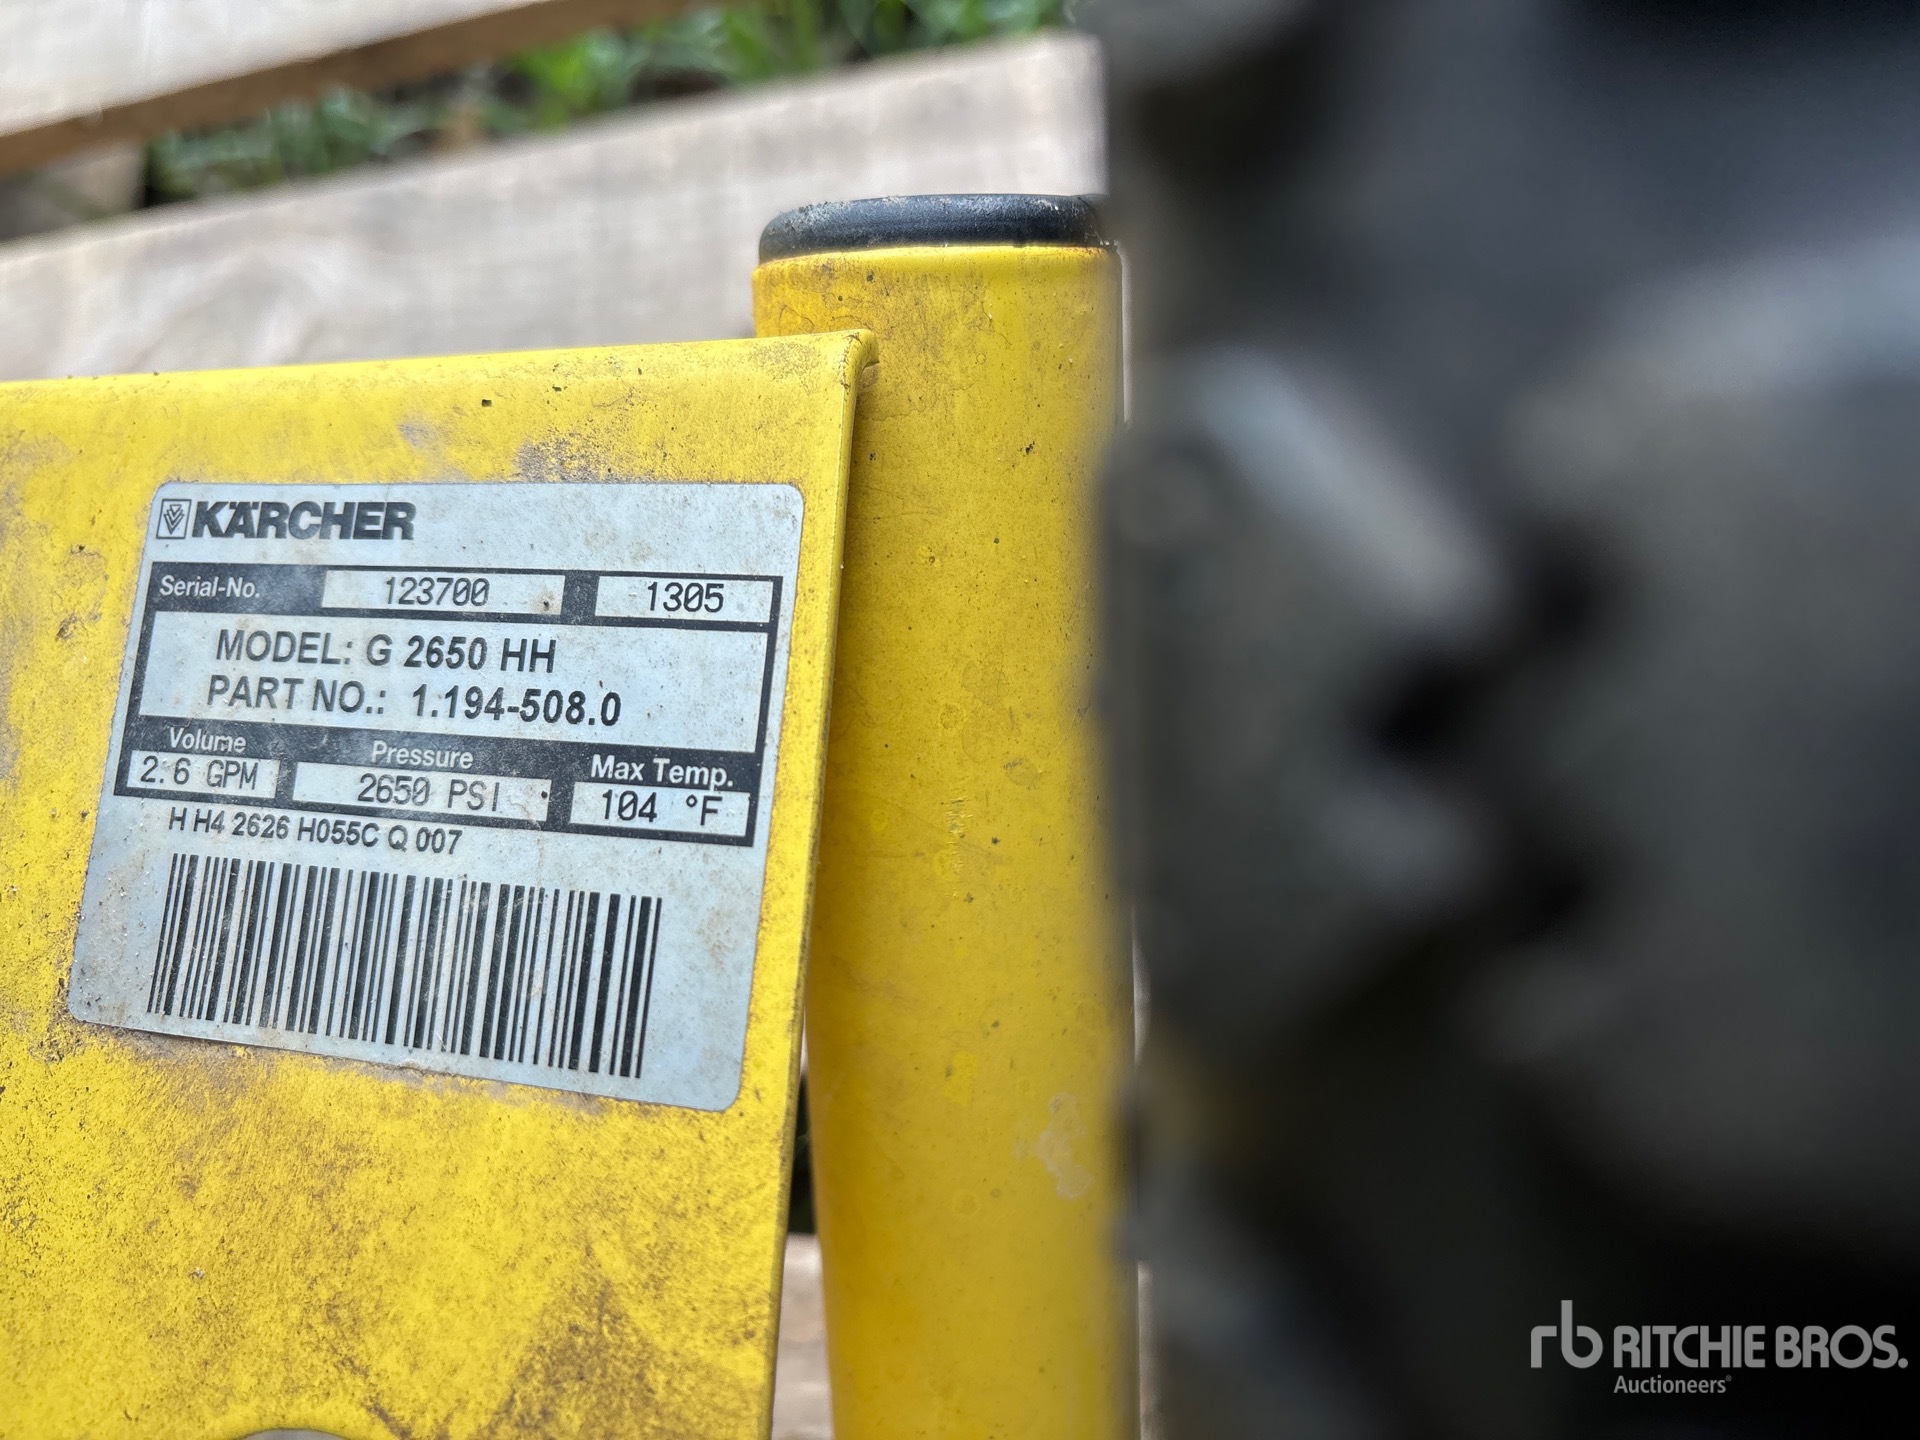 KÄRCHER
Serial-No. 123700 1305
MODEL: G 2650 HH
PART NO.: 1.194-508.0
Volume Pressure Max Temp.
2.6 GPM 2650 PSI 104 °F
H H4 2626 H055C Q 007
rb RITCHIE BROS.
Auctioneers®